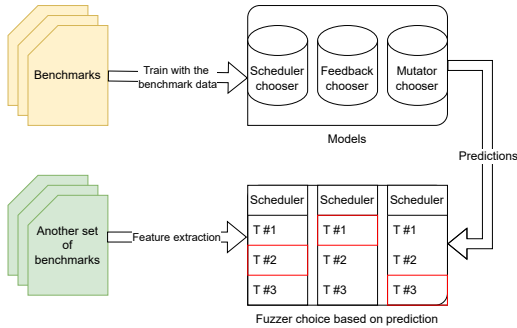 Benchmarks
Train with the
benchmark data
Scheduler
chooser
Feedback
chooser
Mutator
chooser
Models
Predictions
Another set
of
benchmarks
Feature extraction
Scheduler
T #1
T #2
T #3
Scheduler
T #1
T #2
T #3
Scheduler
T #1
T #2
T #3
Fuzzer choice based on prediction